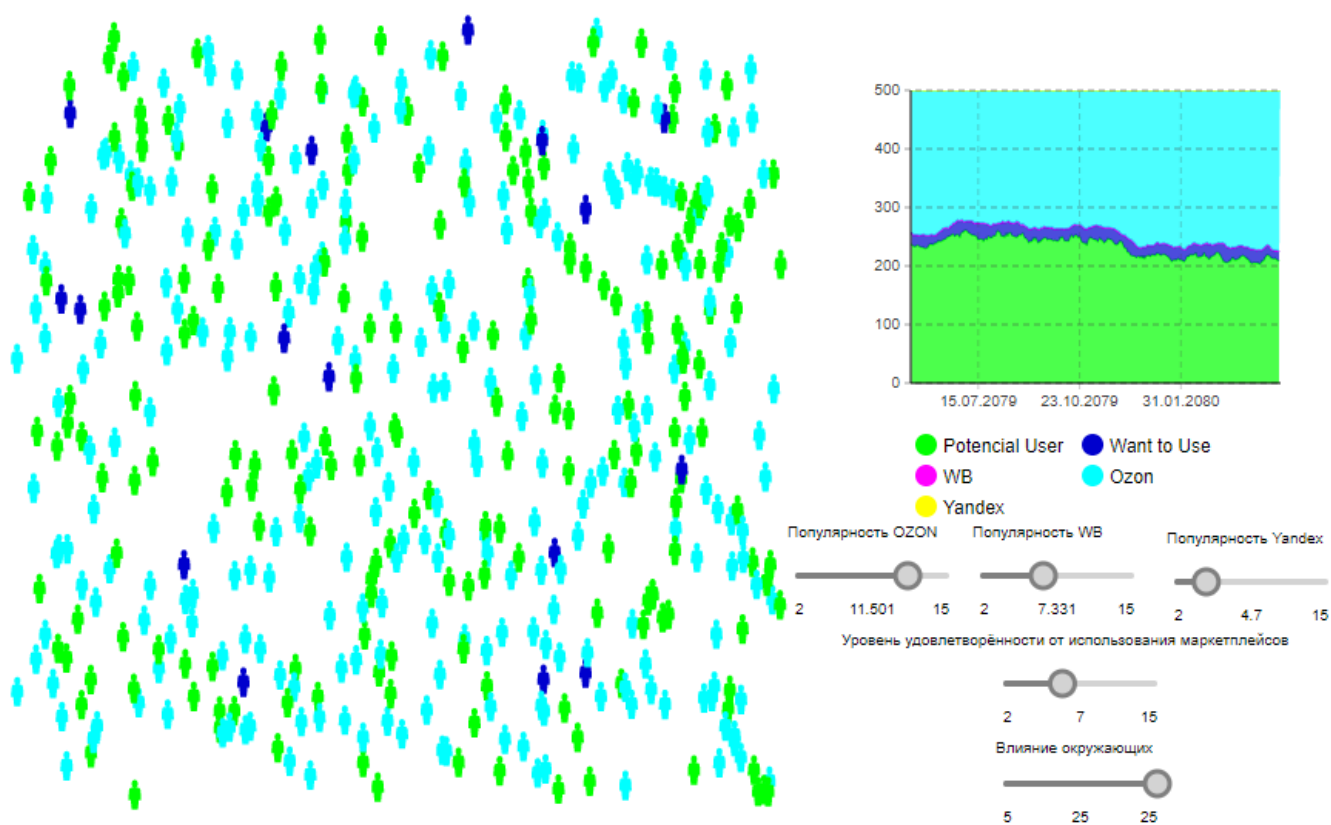 500
400
300
200
100
0
15.07.2079 23.10.2079 31.01.2080
Potencial User Want to Use
WB Ozon
Yandex
Популярность OZON Популярность WB Популярность Yandex
2 11.501 15 2 7.331 15 2 4.7 15
Уровень удовлетворённости от использования маркетплейсов
2 7 15
Влияние окружающих
5 25 25